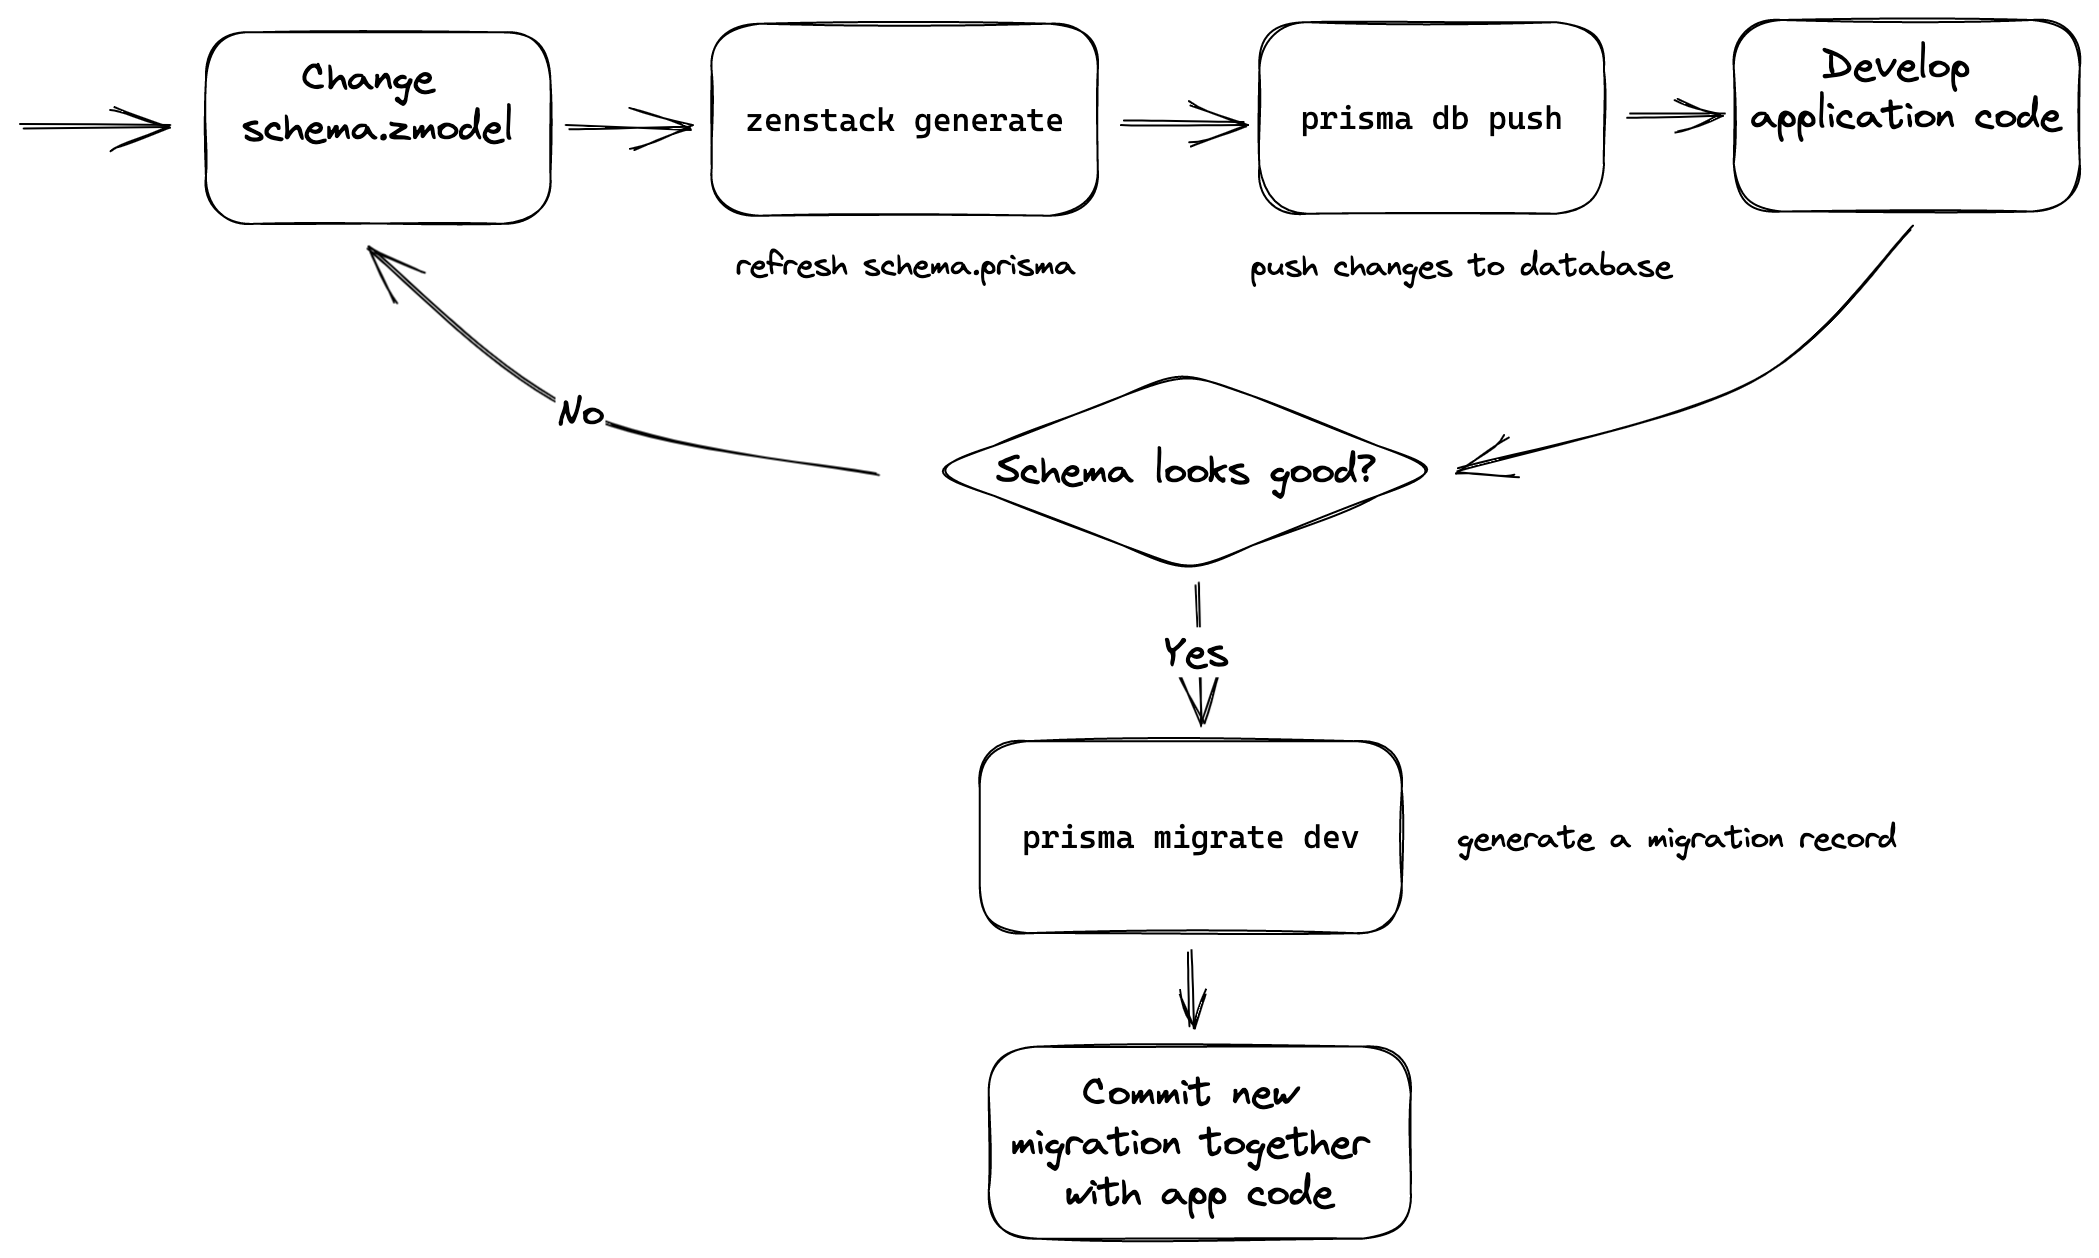 Change
schema.zmodel
zenstack generate
refresh schema.prisma
prisma db push
push changes to database
Develop
application code
Schema looks good?
No
Yes
prisma migrate dev
generate a migration record
Commit new
migration together
with app code